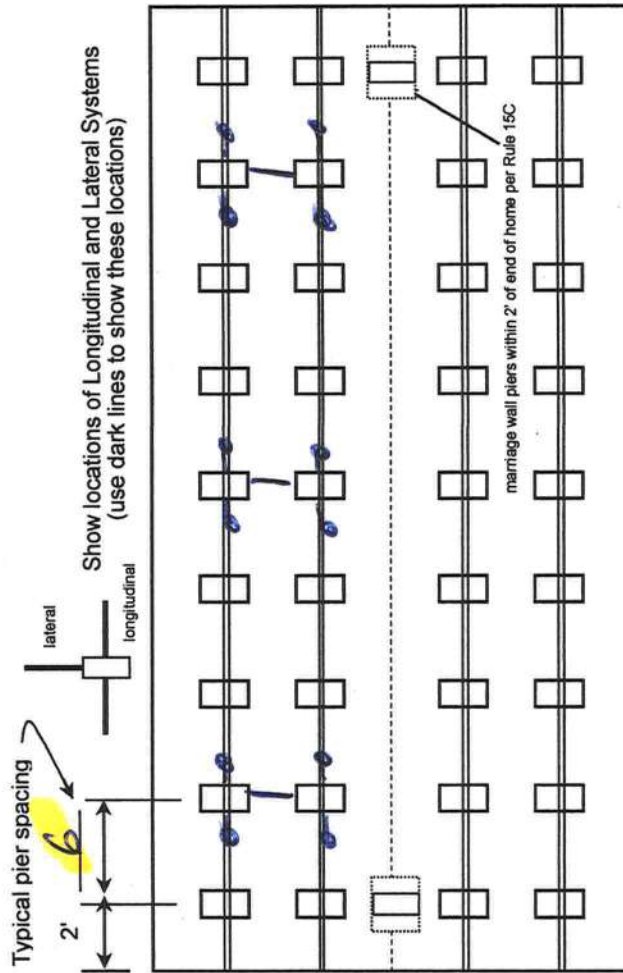 Typical pier spacing
6
2'
lateral
longitudinal
Show locations of Longitudinal and Lateral Systems
(use dark lines to show these locations)
marriage wall piers within 2' of end of home per Rule 15C